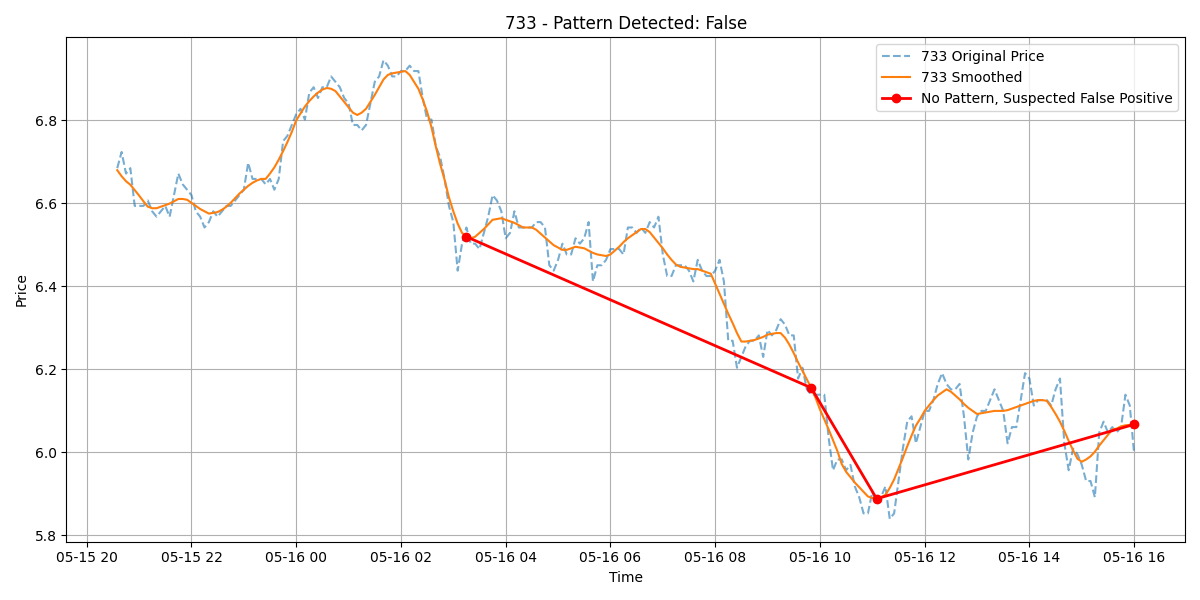 733 - Pattern Detected: False
733 Original Price
733 Smoothed
No Pattern, Suspected False Positive
Price
6.8
6.6
6.4
6.2
6.0
5.8
05-15 20 05-15 22 05-16 00 05-16 02 05-16 04 05-16 06 05-16 08 05-16 10 05-16 12 05-16 14 05-16 16
Time